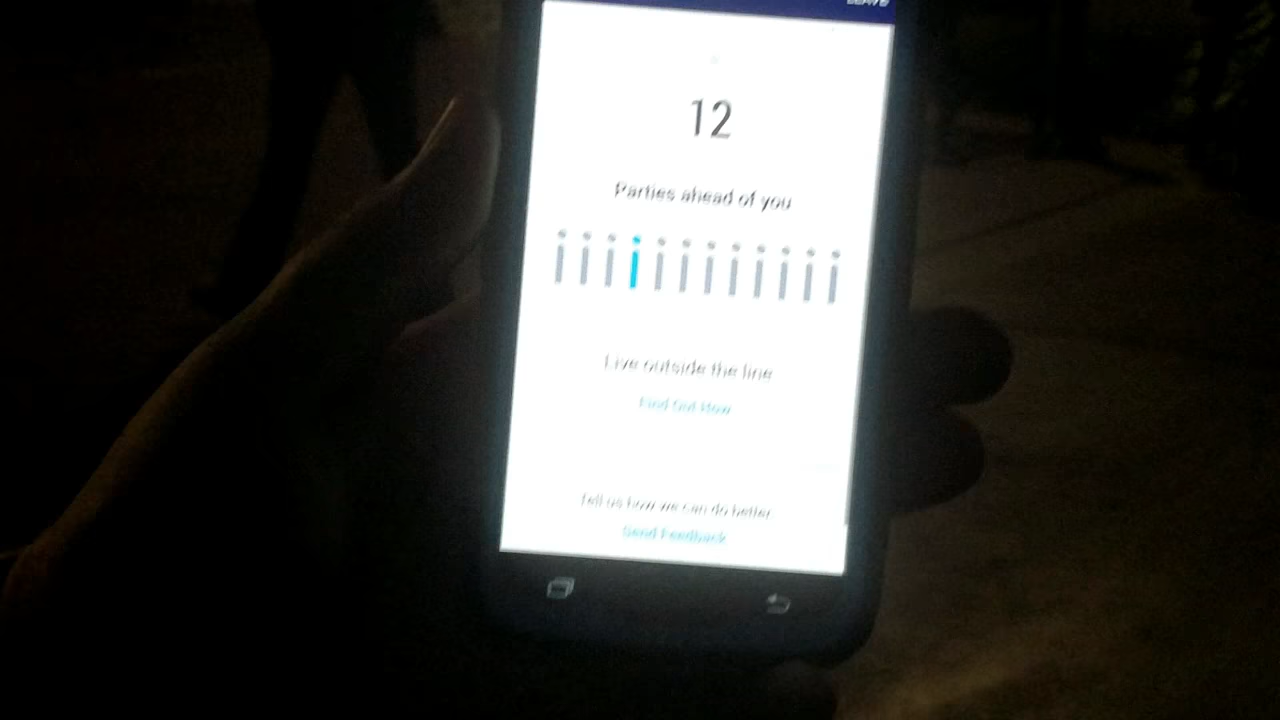 12
Parties ahead of you
Live outside the line
Find Out How
Tell us how we can do better
Send Feedback